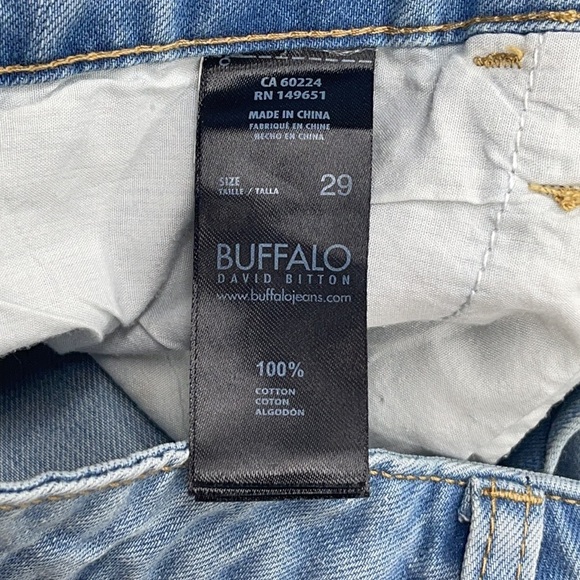 CA 60224
RN 149651
MADE IN CHINA
FABRIQUÉ EN CHINE
HECHO EN CHINA
SIZE 29
TAILLE / TALLA
BUFFALO
DAVID BITTON
www.buffalojeans.com
100%
COTTON
COTON
ALGODÓN